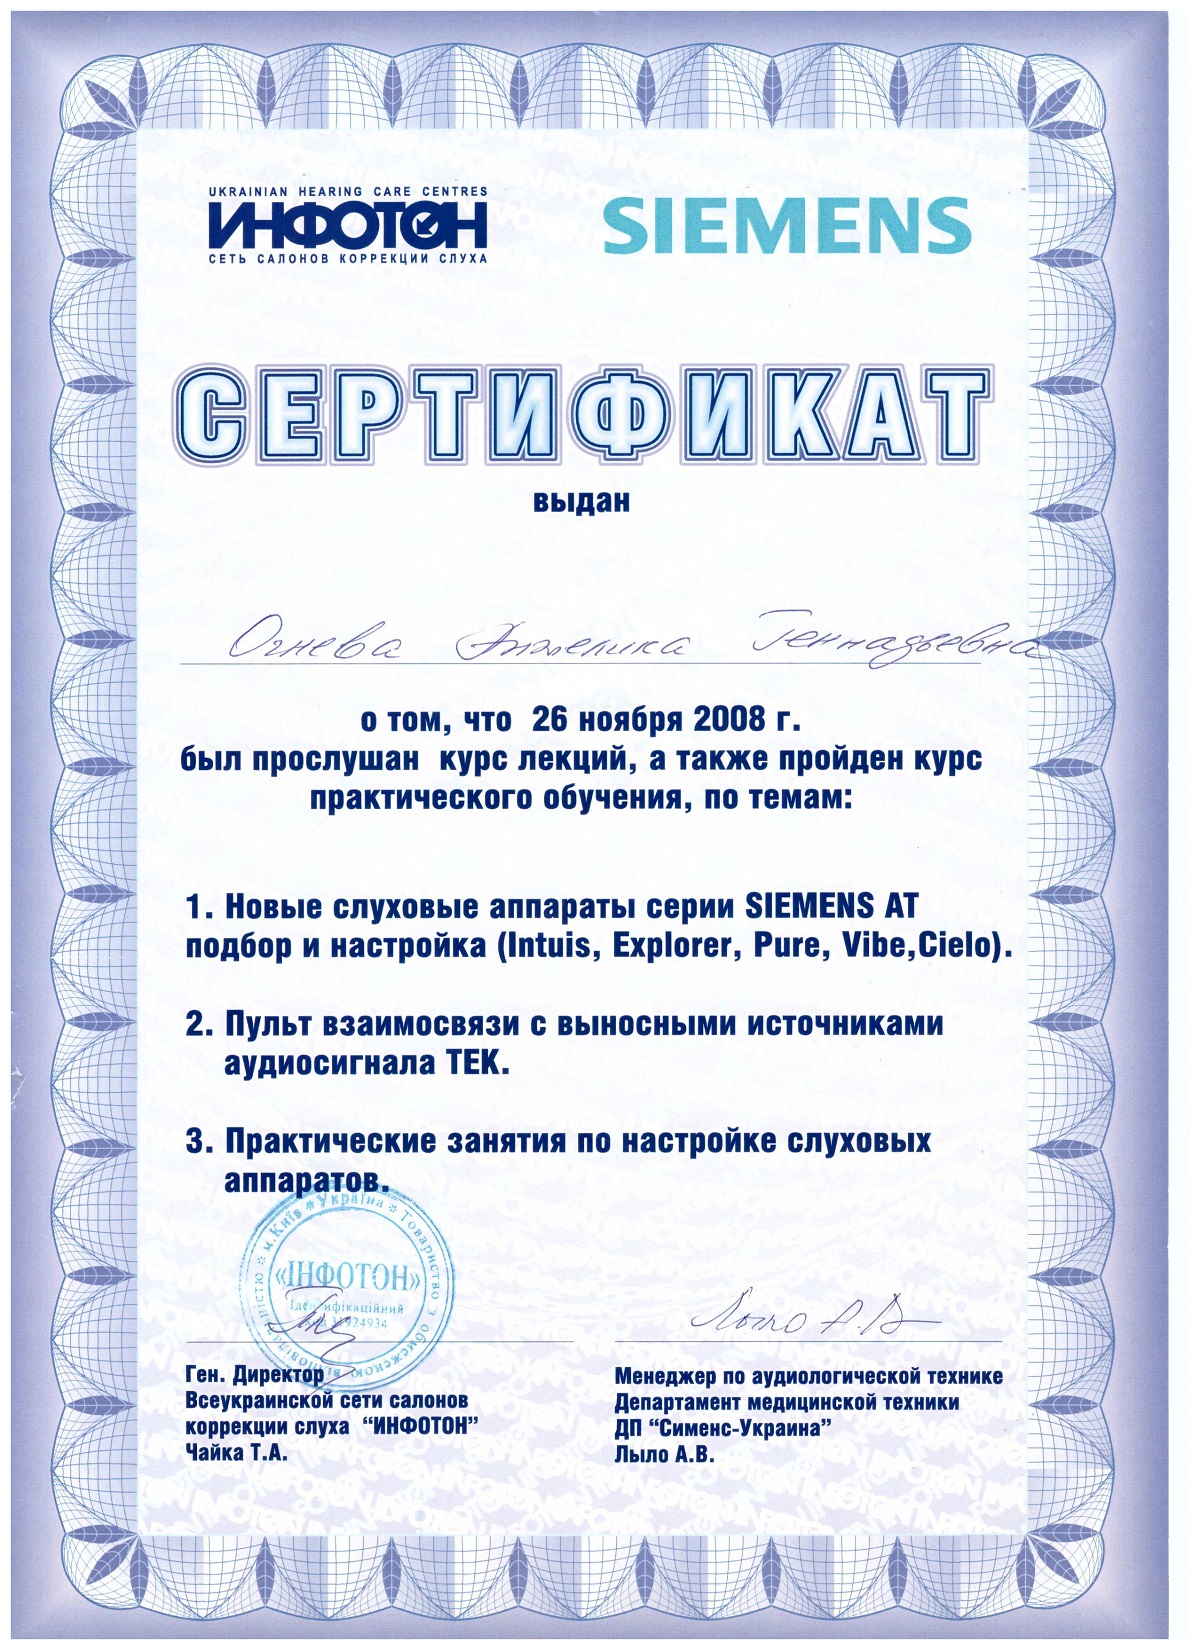 UKRAINIAN HEARING CARE CENTRES
ИНФОТОН
СЕТЬ САЛОНОВ КОРРЕКЦИИ СЛУХА
SIEMENS
СЕРТИФИКАТ
выдан
Огнева Анжелика Геннадьевна
о том, что 26 ноября 2008 г.
был прослушан курс лекций, а также пройден курс
практического обучения, по темам:
1. Новые слуховые аппараты серии SIEMENS AT
подбор и настройка (Intuis, Explorer, Pure, Vibe,Cielo).
2. Пульт взаимосвязи с выносными источниками
аудиосигнала ТЕК.
3. Практические занятия по настройке слуховых
аппаратов.
м.Київ * Україна * Товариство з обмеженою відповідальністю *
«ІНФОТОН»
Ідентифікаційний
код 31924934
Лыло А.В
Ген. Директор
Всеукраинской сети салонов
коррекции слуха “ИНФОТОН”
Чайка Т.А.
Менеджер по аудиологической технике
Департамент медицинской техники
ДП “Сименс-Украина”
Лыло А.В.